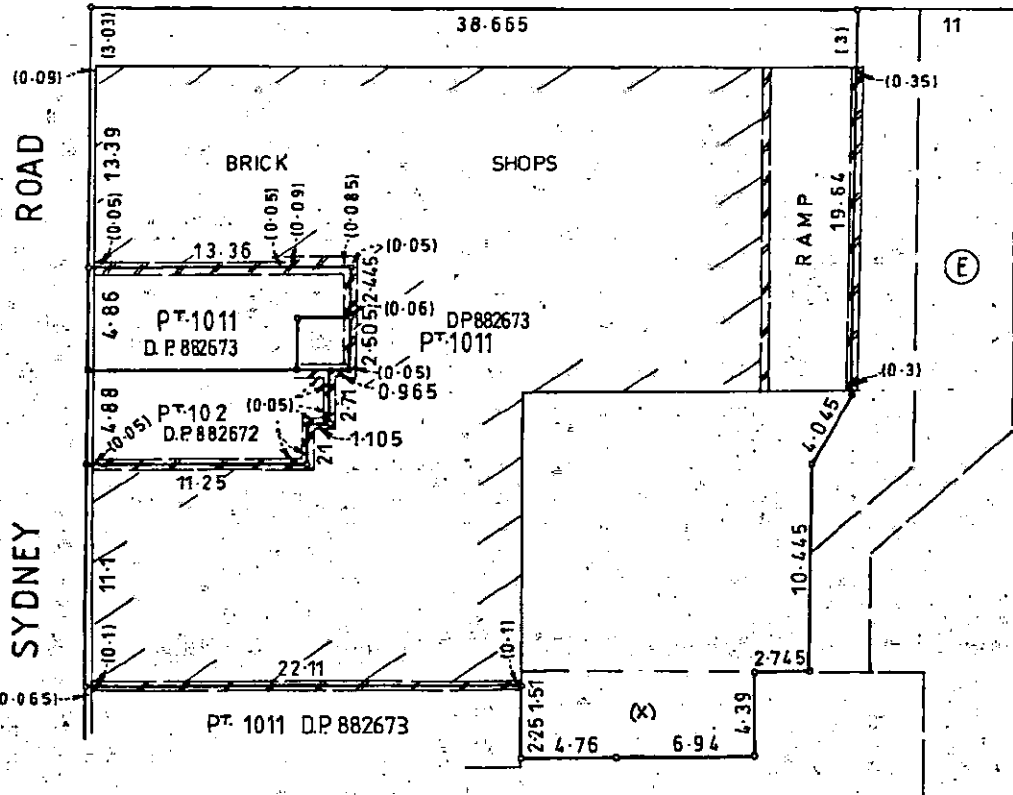 38.665
11
(3.03)
(3)
(0.09)
(0.35)
ROAD
13.39
BRICK
SHOPS
(0.05)
(0.05)
(0.09)
(0.085)
(0.05)
RAMP
19.64
E
13.36
2.445
4.86
(0.06)
PT. 1011
D.P. 882673
2.505
DP882673
PT. 1011
(0.05)
(0.3)
0.965
4.88
PT. 102
D.P. 882672
(0.05)
(0.05)
2.71
1.105
2.1
4.045
11.25
SYDNEY
11.1
10.445
(0.1)
22.11
(0.1)
2.745
(0.065)
PT. 1011 D.P. 882673
1.51
2.25
(X)
4.39
4.76
6.94